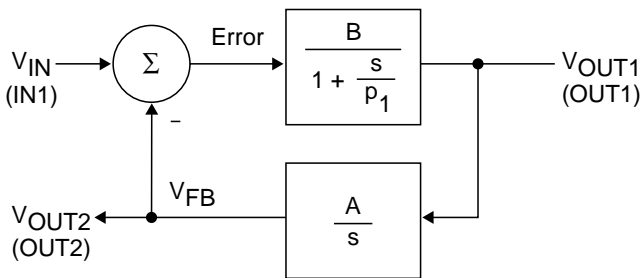 Error
V_IN
(IN1)
Σ
B
1 + s/p_1
V_OUT1
(OUT1)
−
V_FB
V_OUT2
(OUT2)
A
s